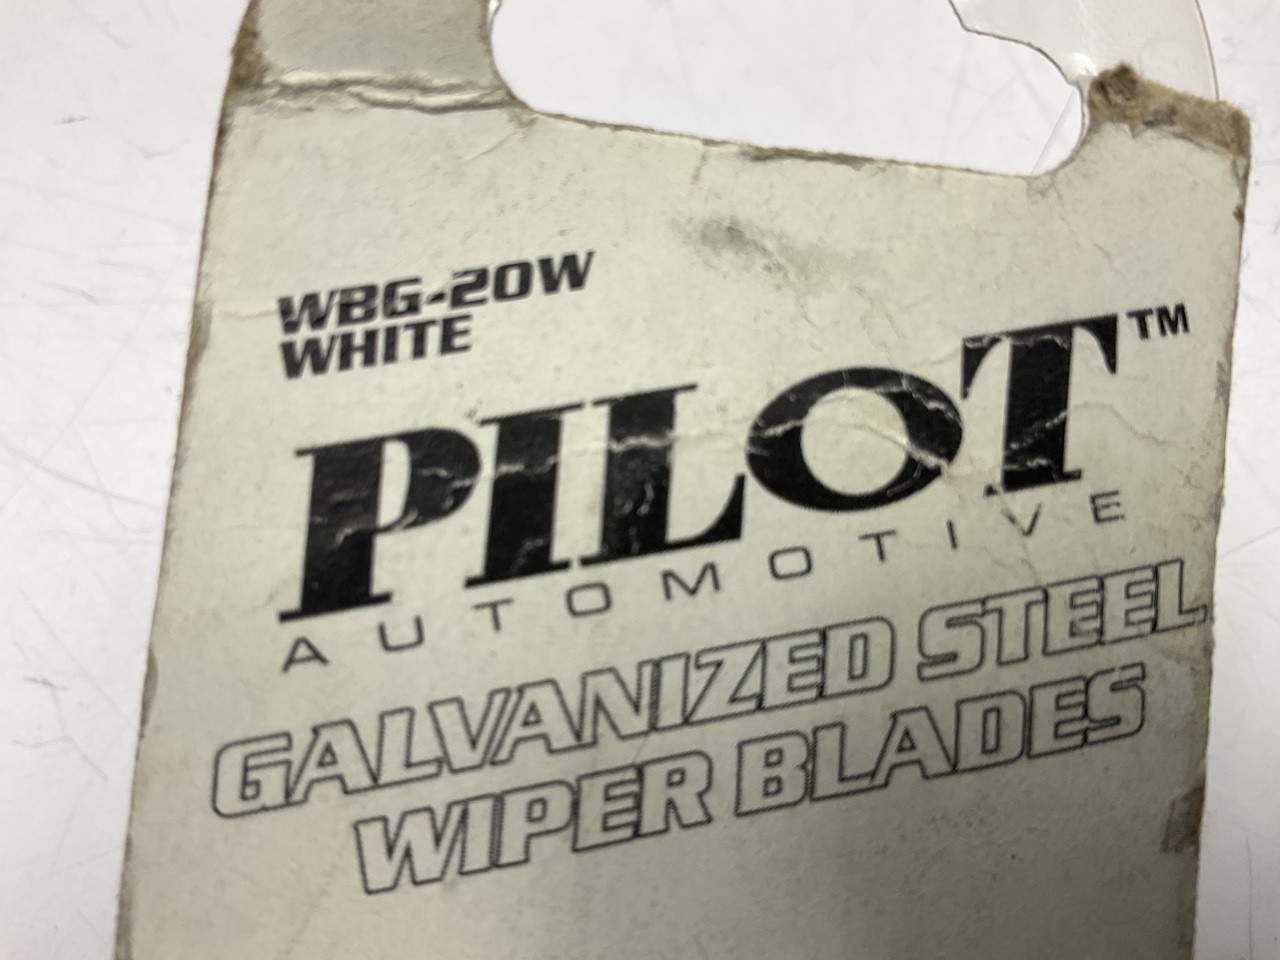 WBG-20W
WHITE
PILOT™
AUTOMOTIVE
GALVANIZED STEEL
WIPER BLADES